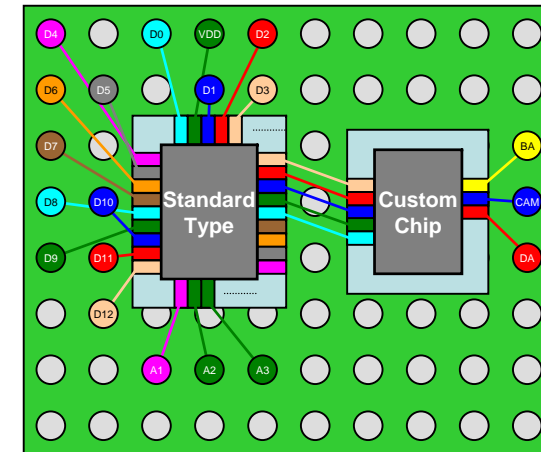 D4 D0 VDD D2
D6 D5 D1 D3
D7 BA
Standard
Type
Custom
Chip
D8 D10 CAM
D9 D11 DA
D12
A1 A2 A3